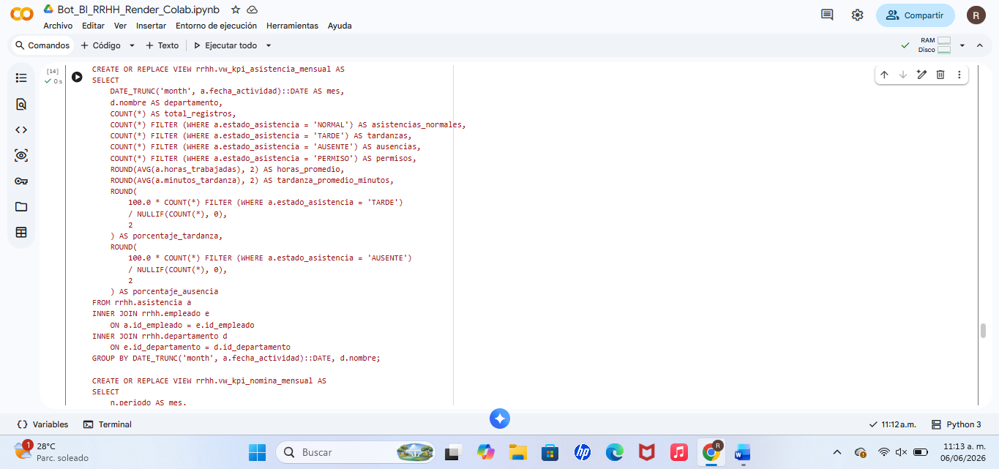 Bot_BI_RRHH_Render_Colab.ipynb
Archivo Editar Ver Insertar Entorno de ejecución Herramientas Ayuda
Compartir
R
Comandos + Código + Texto Ejecutar todo
RAM
Disco
[14]
0 s
CREATE OR REPLACE VIEW rrhh.vw_kpi_asistencia_mensual AS
SELECT
DATE_TRUNC('month', a.fecha_actividad)::DATE AS mes,
d.nombre AS departamento,
COUNT(*) AS total_registros,
COUNT(*) FILTER (WHERE a.estado_asistencia = 'NORMAL') AS asistencias_normales,
COUNT(*) FILTER (WHERE a.estado_asistencia = 'TARDE') AS tardanzas,
COUNT(*) FILTER (WHERE a.estado_asistencia = 'AUSENTE') AS ausencias,
COUNT(*) FILTER (WHERE a.estado_asistencia = 'PERMISO') AS permisos,
ROUND(AVG(a.horas_trabajadas), 2) AS horas_promedio,
ROUND(AVG(a.minutos_tardanza), 2) AS tardanza_promedio_minutos,
ROUND(
100.0 * COUNT(*) FILTER (WHERE a.estado_asistencia = 'TARDE')
/ NULLIF(COUNT(*), 0),
2
) AS porcentaje_tardanza,
ROUND(
100.0 * COUNT(*) FILTER (WHERE a.estado_asistencia = 'AUSENTE')
/ NULLIF(COUNT(*), 0),
2
) AS porcentaje_ausencia
FROM rrhh.asistencia a
INNER JOIN rrhh.empleado e
ON a.id_empleado = e.id_empleado
INNER JOIN rrhh.departamento d
ON e.id_departamento = d.id_departamento
GROUP BY DATE_TRUNC('month', a.fecha_actividad)::DATE, d.nombre;
CREATE OR REPLACE VIEW rrhh.vw_kpi_nomina_mensual AS
SELECT
n.periodo AS mes,
Variables Terminal
11:12 a.m. Python 3
1
28°C
Parc. soleado
Buscar
R
11:13 a. m.
06/06/2026